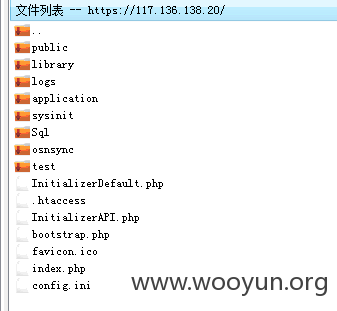 文件列表 -- https://117.136.138.20/
..
public
library
logs
application
sysinit
Sql
osnsync
test
InitializerDefault.php
.htaccess
InitializerAPI.php
bootstrap.php
favicon.ico
index.php
config.ini
www.wooyun.org